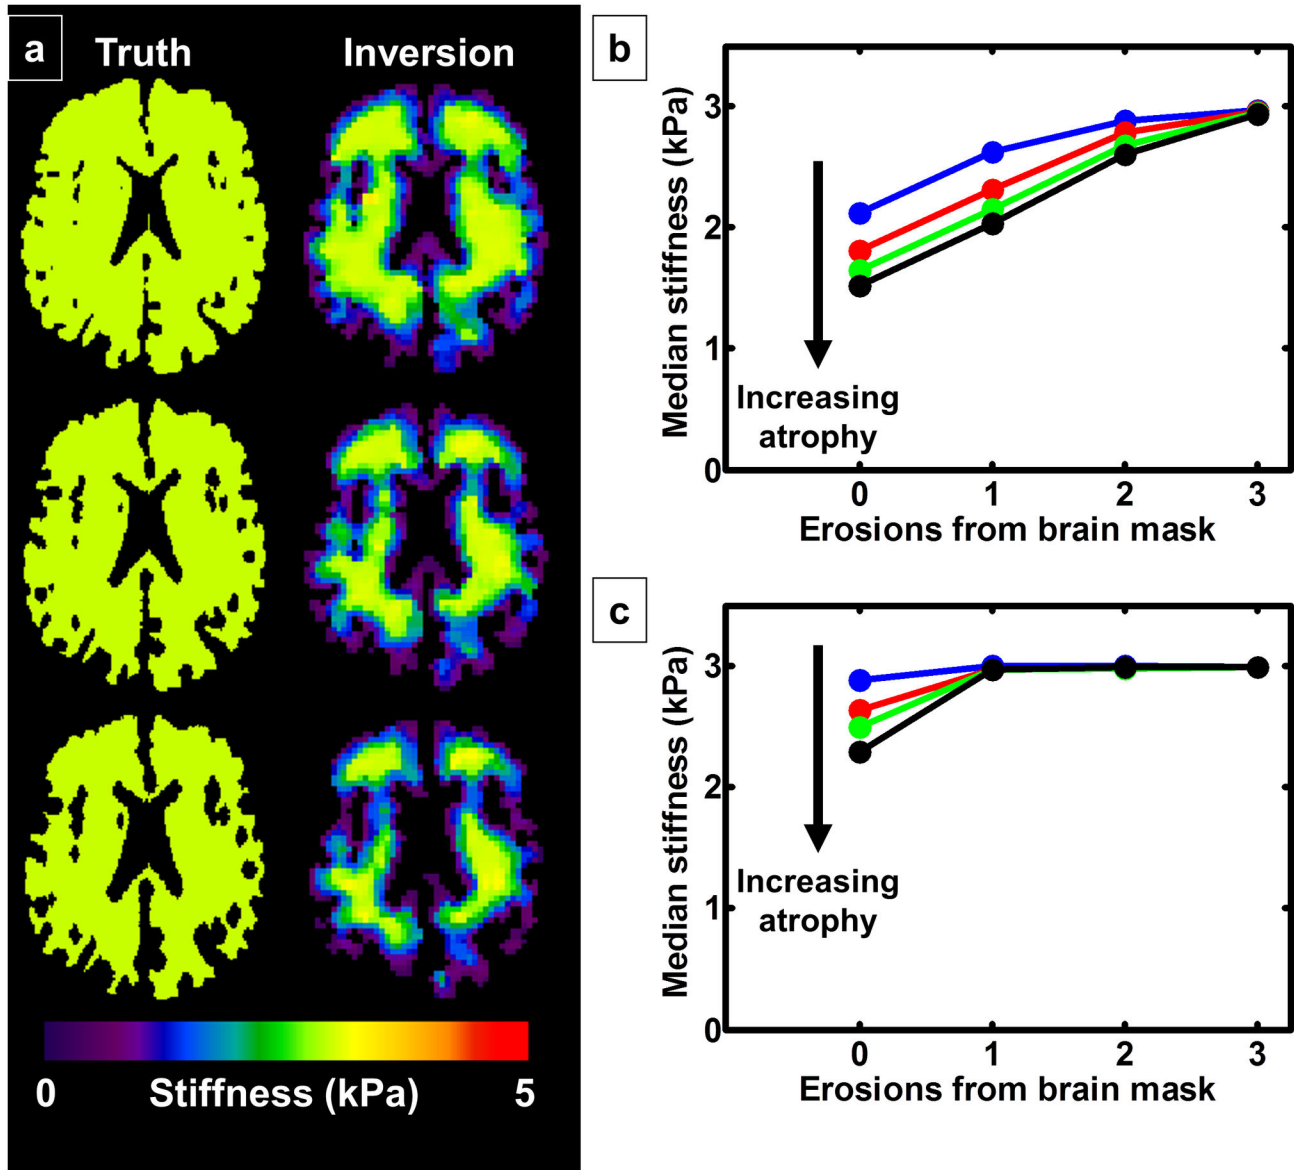 a
Truth
Inversion
0
Stiffness (kPa)
5
b
Median stiffness (kPa)
3
2
1
0
Increasing
atrophy
0 1 2 3
Erosions from brain mask
c
Median stiffness (kPa)
3
2
1
0
Increasing
atrophy
0 1 2 3
Erosions from brain mask